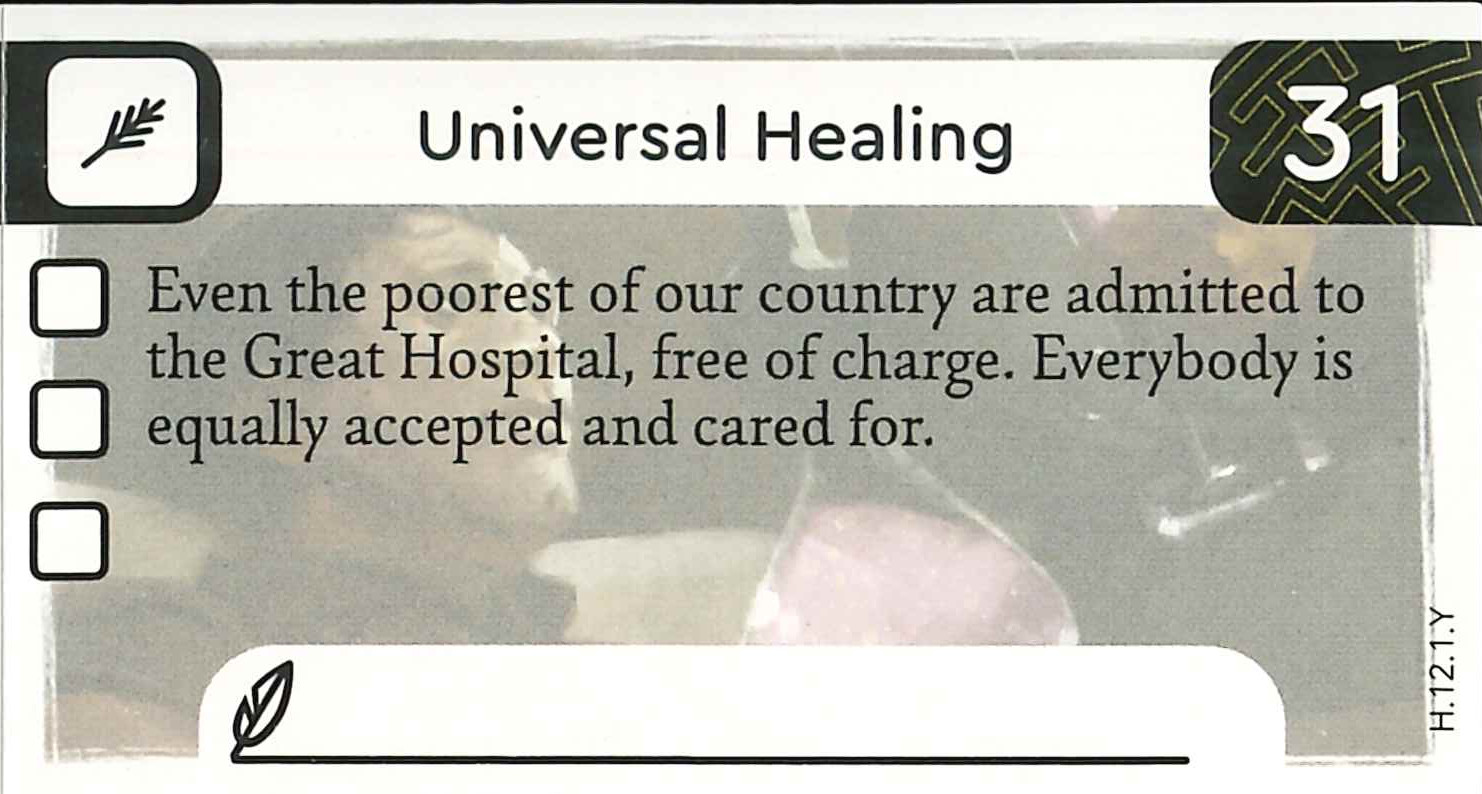 Universal Healing
31
Even the poorest of our country are admitted to
the Great Hospital, free of charge. Everybody is
equally accepted and cared for.
H.12.1.Y